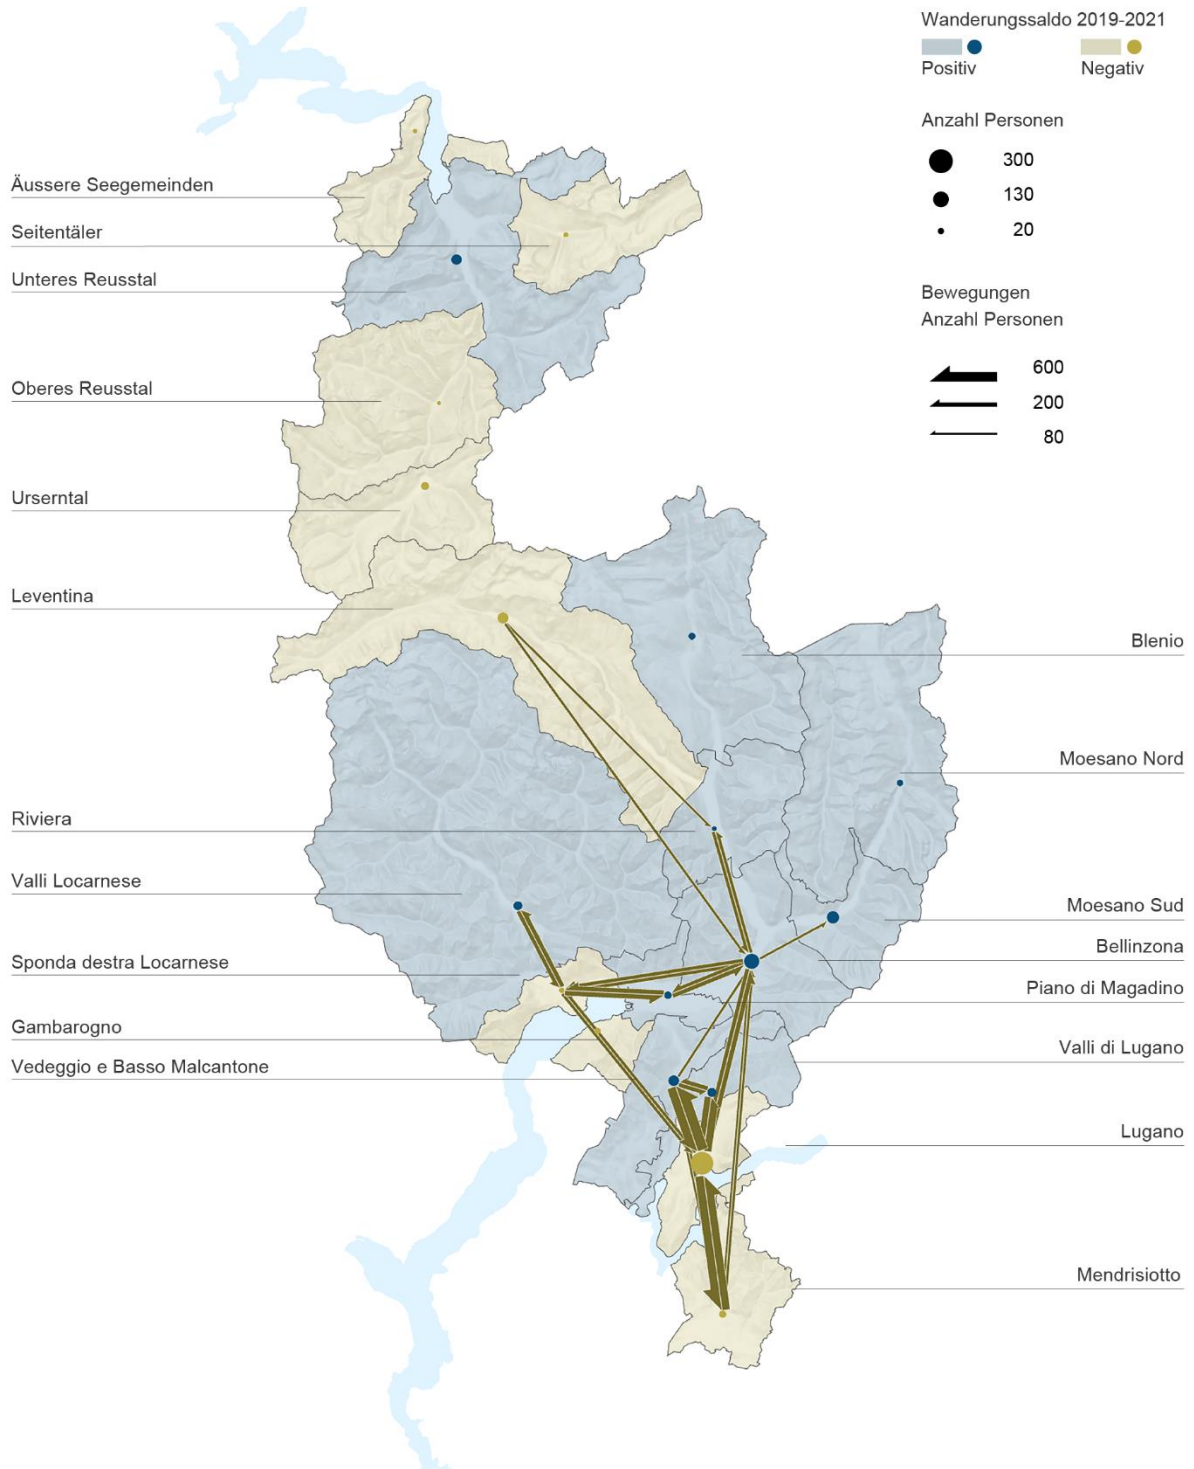 Wanderungssaldo 2019-2021
Positiv
Negativ
Anzahl Personen
300
130
20
Bewegungen
Anzahl Personen
600
200
80
Äussere Seegemeinden
Seitentäler
Unteres Reusstal
Oberes Reusstal
Urserntal
Leventina
Riviera
Valli Locarnese
Sponda destra Locarnese
Gambarogno
Vedeggio e Basso Malcantone
Blenio
Moesano Nord
Moesano Sud
Bellinzona
Piano di Magadino
Valli di Lugano
Lugano
Mendrisiotto